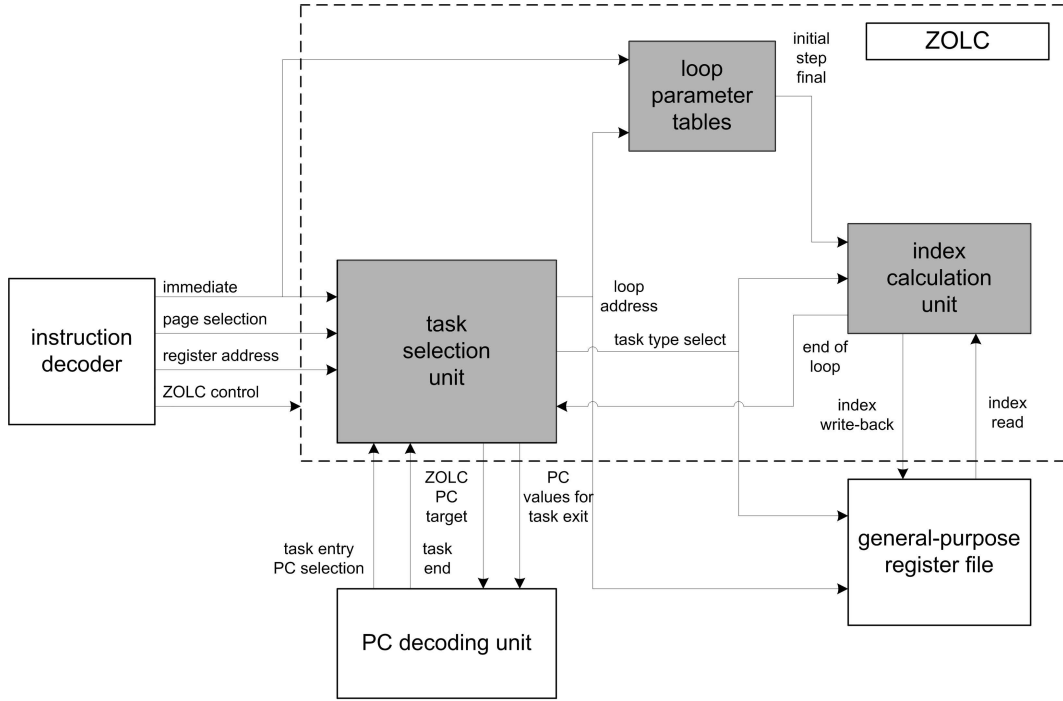 ZOLC
loop
parameter
tables
initial
step
final
index
calculation
unit
instruction
decoder
immediate
page selection
register address
ZOLC control
task
selection
unit
loop
address
task type select
end of
loop
index
write-back
index
read
ZOLC
PC
target
PC
values for
task exit
task entry
PC selection
task
end
general-purpose
register file
PC decoding unit